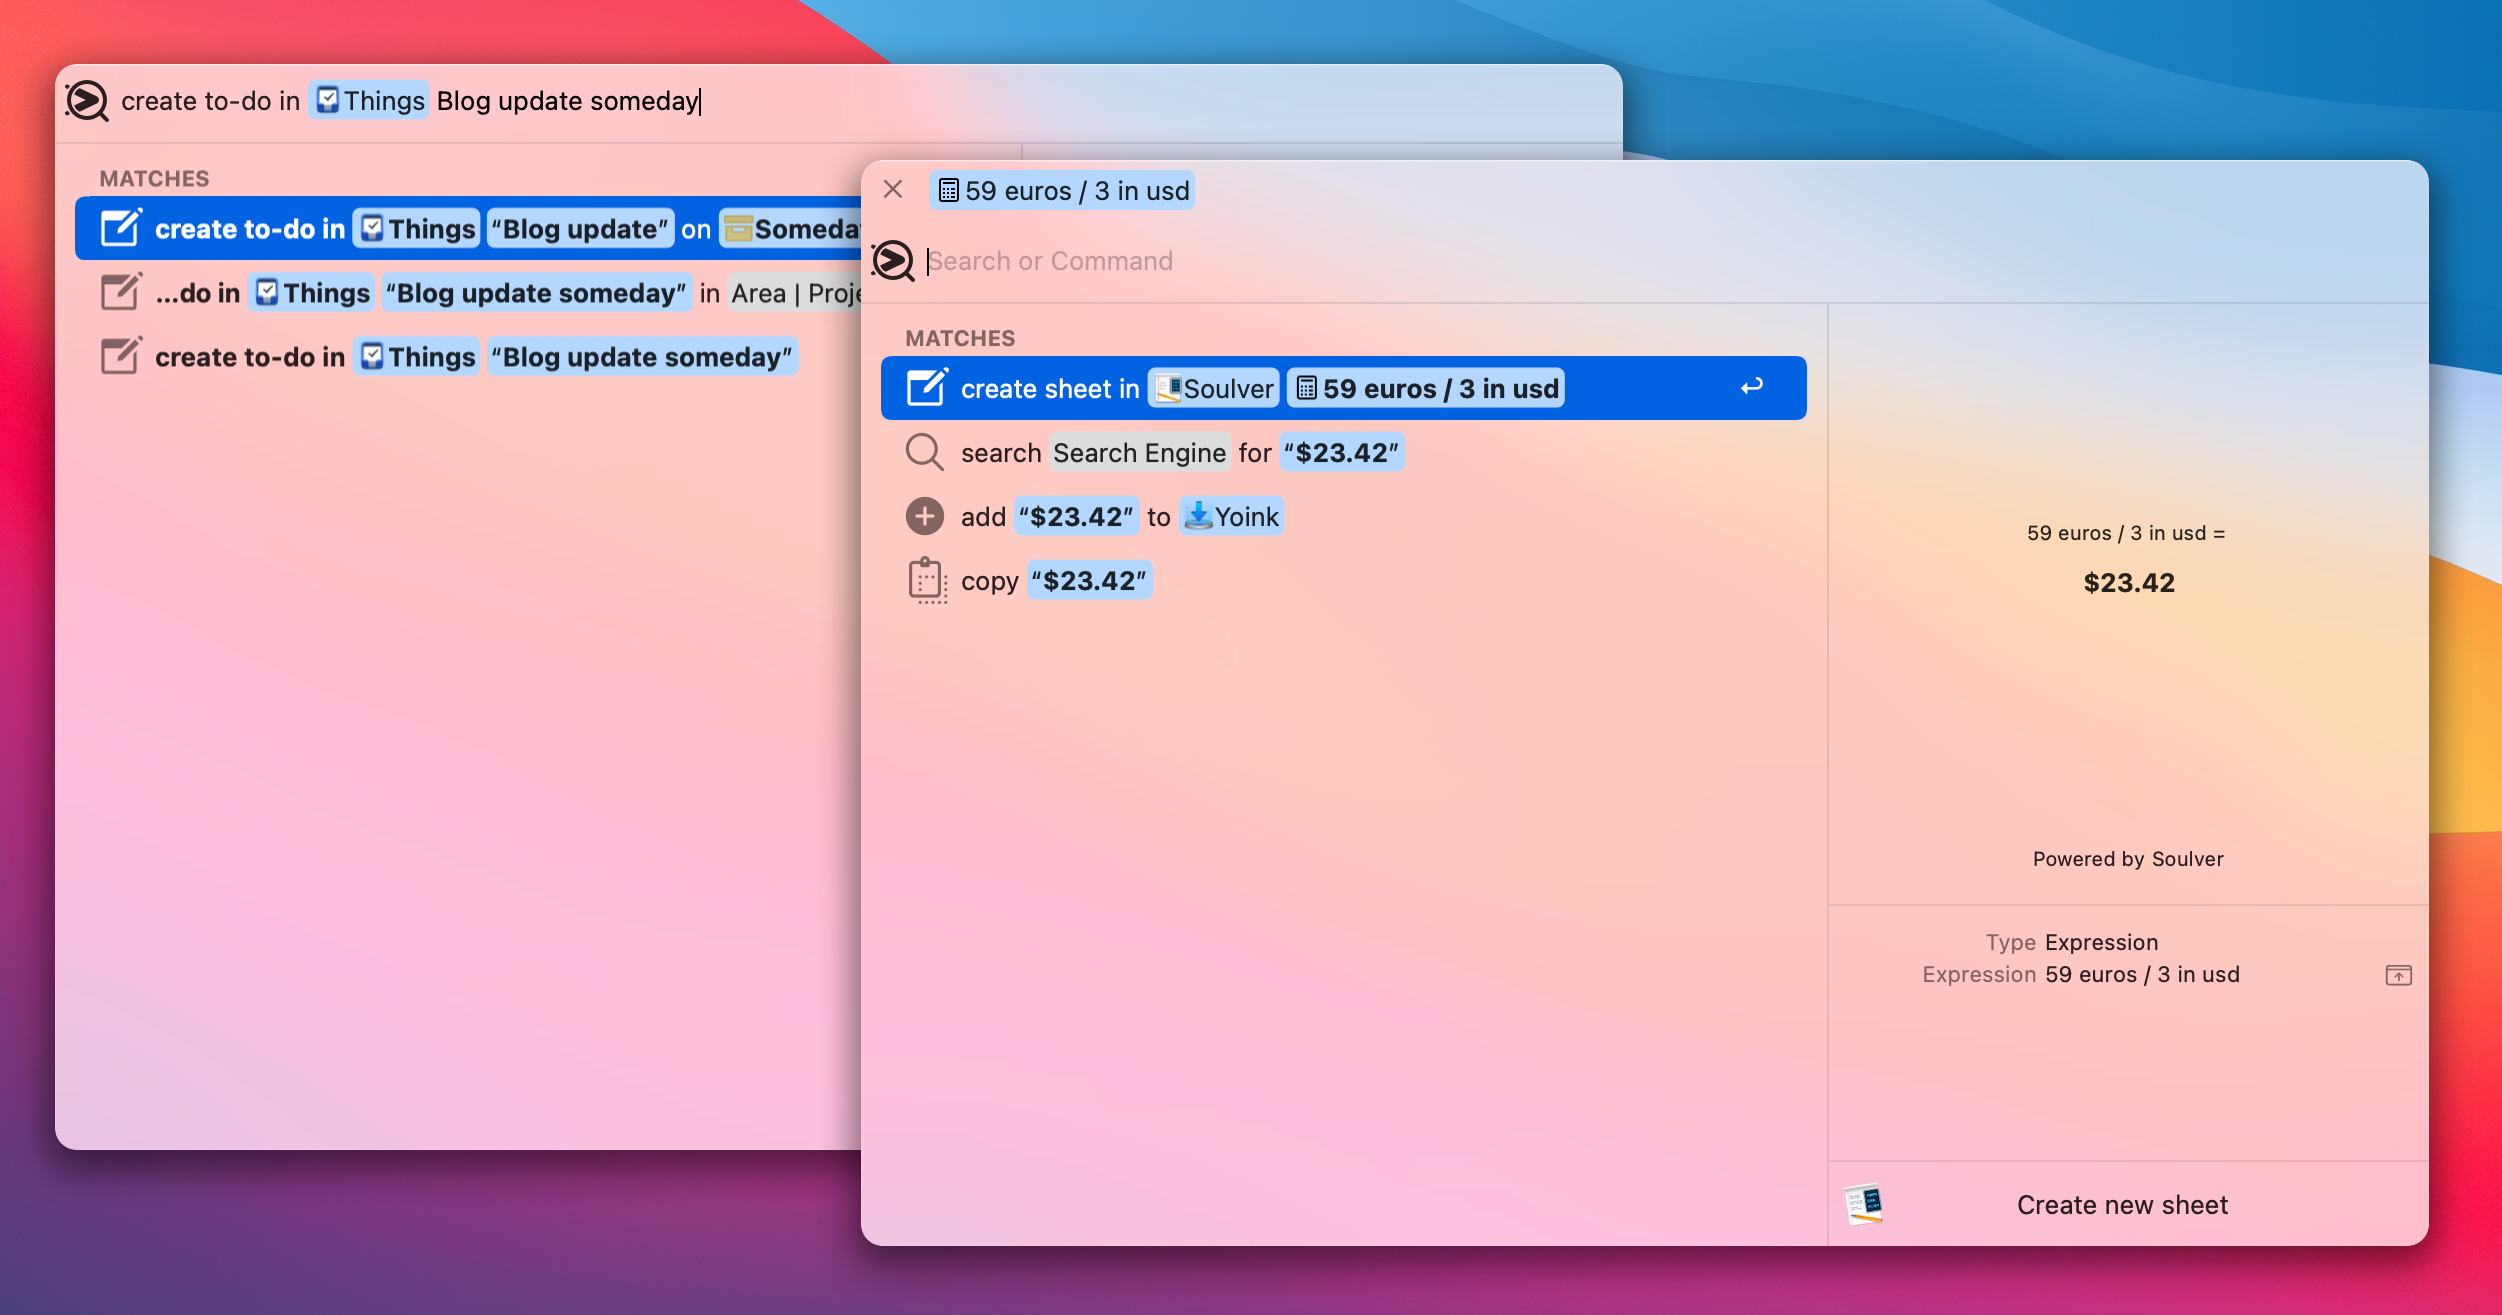 create to-do in Things Blog update someday
MATCHES
create to-do in Things “Blog update” on
...do in Things “Blog update someday” in Area |
create to-do in Things “Blog update someday”
59 euros / 3 in usd
Search or Command
MATCHES
create sheet in Soulver 59 euros / 3 in usd
search Search Engine for “$23.42”
add “$23.42” to Yoink
copy “$23.42”
59 euros / 3 in usd =
$23.42
Powered by Soulver
Type Expression
Expression 59 euros / 3 in usd
Create new sheet